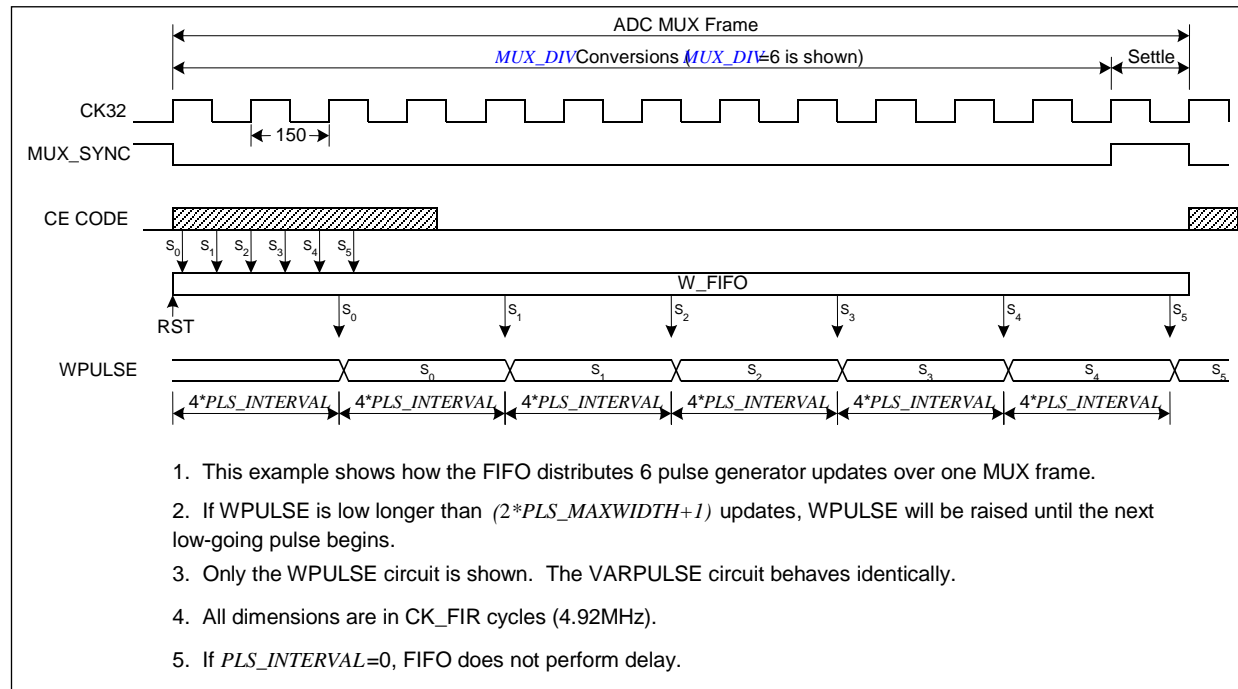 ADC MUX Frame
MUX_DIV Conversions (MUX_DIV=6 is shown)
Settle
CK32
150
MUX_SYNC
CE CODE
S0 S1 S2 S3 S4 S5
W_FIFO
RST
S0 S1 S2 S3 S4 S5
WPULSE
S0 S1 S2 S3 S4 S5
4*PLS_INTERVAL 4*PLS_INTERVAL 4*PLS_INTERVAL 4*PLS_INTERVAL 4*PLS_INTERVAL 4*PLS_INTERVAL
1. This example shows how the FIFO distributes 6 pulse generator updates over one MUX frame.
2. If WPULSE is low longer than (2*PLS_MAXWIDTH+1) updates, WPULSE will be raised until the next
low-going pulse begins.
3. Only the WPULSE circuit is shown. The VARPULSE circuit behaves identically.
4. All dimensions are in CK_FIR cycles (4.92MHz).
5. If PLS_INTERVAL=0, FIFO does not perform delay.